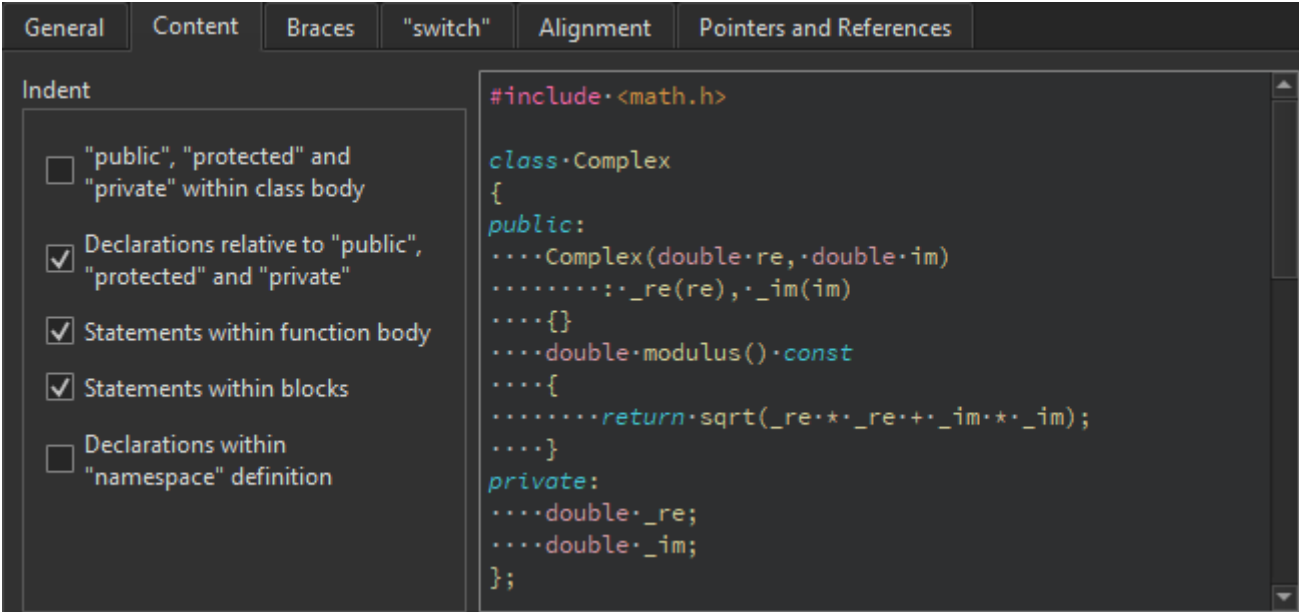 General Content Braces "switch" Alignment Pointers and References
Indent
"public", "protected" and
"private" within class body
Declarations relative to "public",
"protected" and "private"
Statements within function body
Statements within blocks
Declarations within
"namespace" definition
#include·<math.h>
class·Complex
{
public:
····Complex(double·re,·double·im)
········:·_re(re),·_im(im)
····{}
····double·modulus()·const
····{
········return·sqrt(_re·*·_re·+·_im·*·_im);
····}
private:
····double·_re;
····double·_im;
};